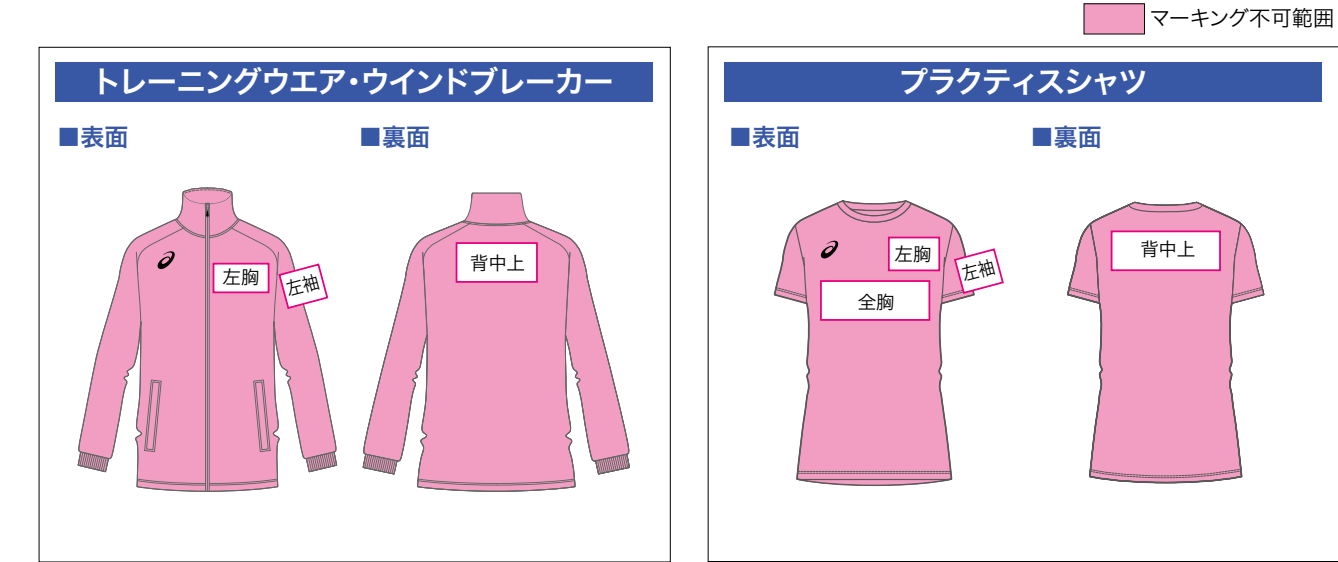 マーキング不可範囲
トレーニングウエア・ウインドブレーカー
■表面
■裏面
左胸
左袖
背中上
プラクティスシャツ
■表面
■裏面
左胸
左袖
全胸
背中上